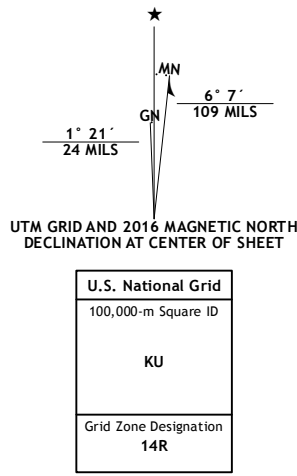 ★
MN
6° 7´
109 MILS
GN
1° 21´
24 MILS
UTM GRID AND 2016 MAGNETIC NORTH
DECLINATION AT CENTER OF SHEET
U.S. National Grid
100,000-m Square ID
KU
Grid Zone Designation
14R